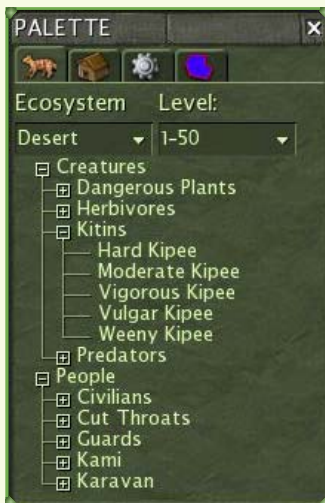 PALETTE
Ecosystem Level:
Desert 1-50
Creatures
Dangerous Plants
Herbivores
Kitins
Hard Kipee
Moderate Kipee
Vigorous Kipee
Vulgar Kipee
Weeny Kipee
Predators
People
Civilians
Cut Throats
Guards
Kami
Karavan